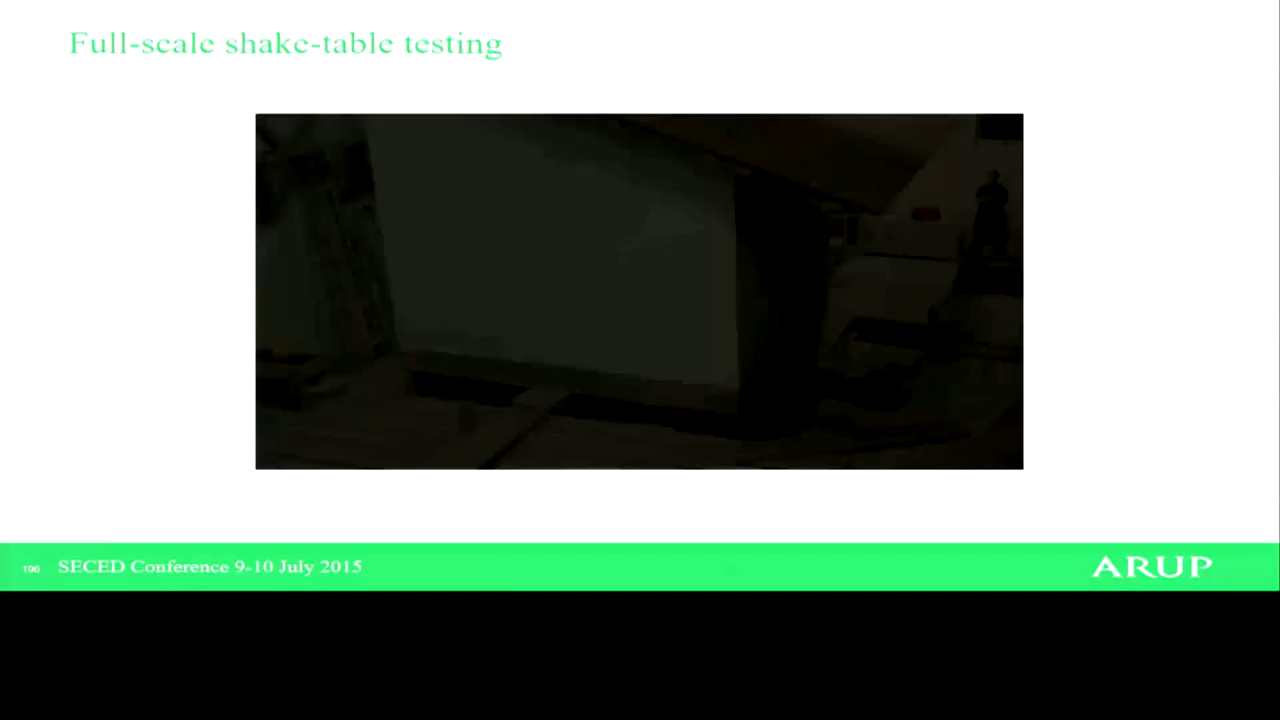 Full-scale shake-table testing
SECED Conference 9-10 July 2015
ARUP